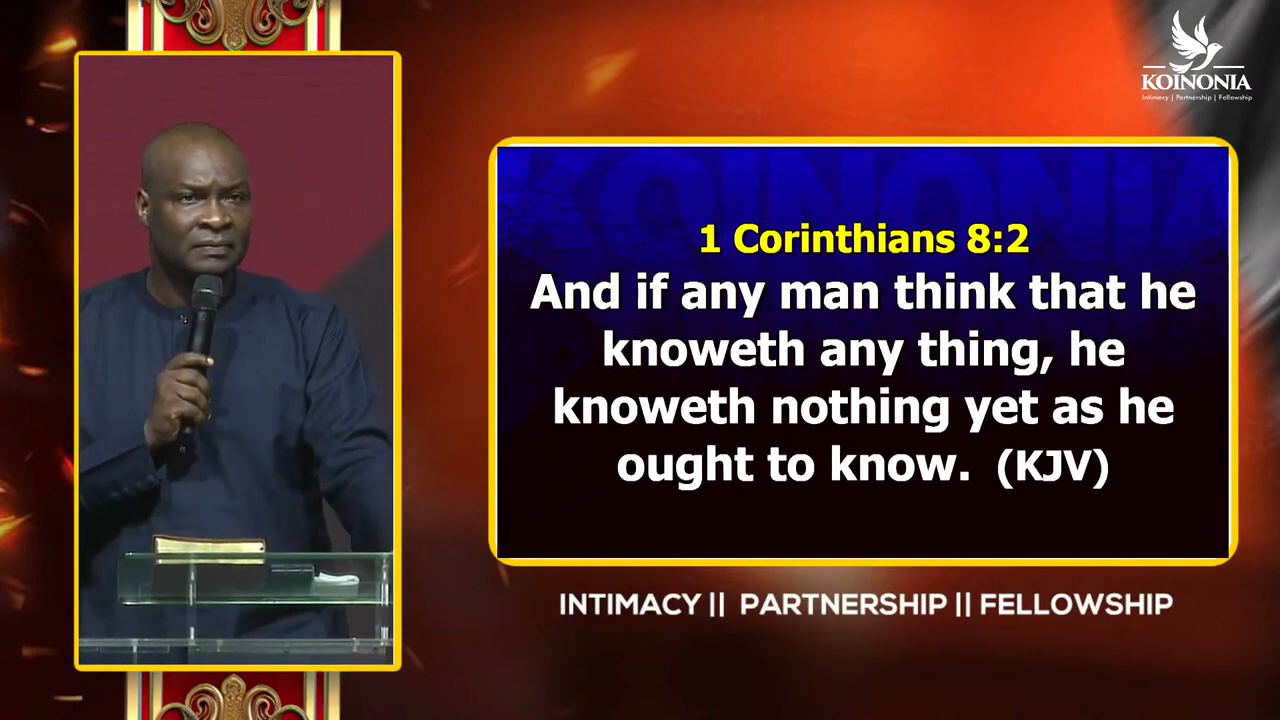 KOINONIA
Intimacy | Partnership | Fellowship
KOINONIA
1 Corinthians 8:2
And if any man think that he
knoweth any thing, he
knoweth nothing yet as he
ought to know.  (KJV)
INTIMACY ||  PARTNERSHIP || FELLOWSHIP